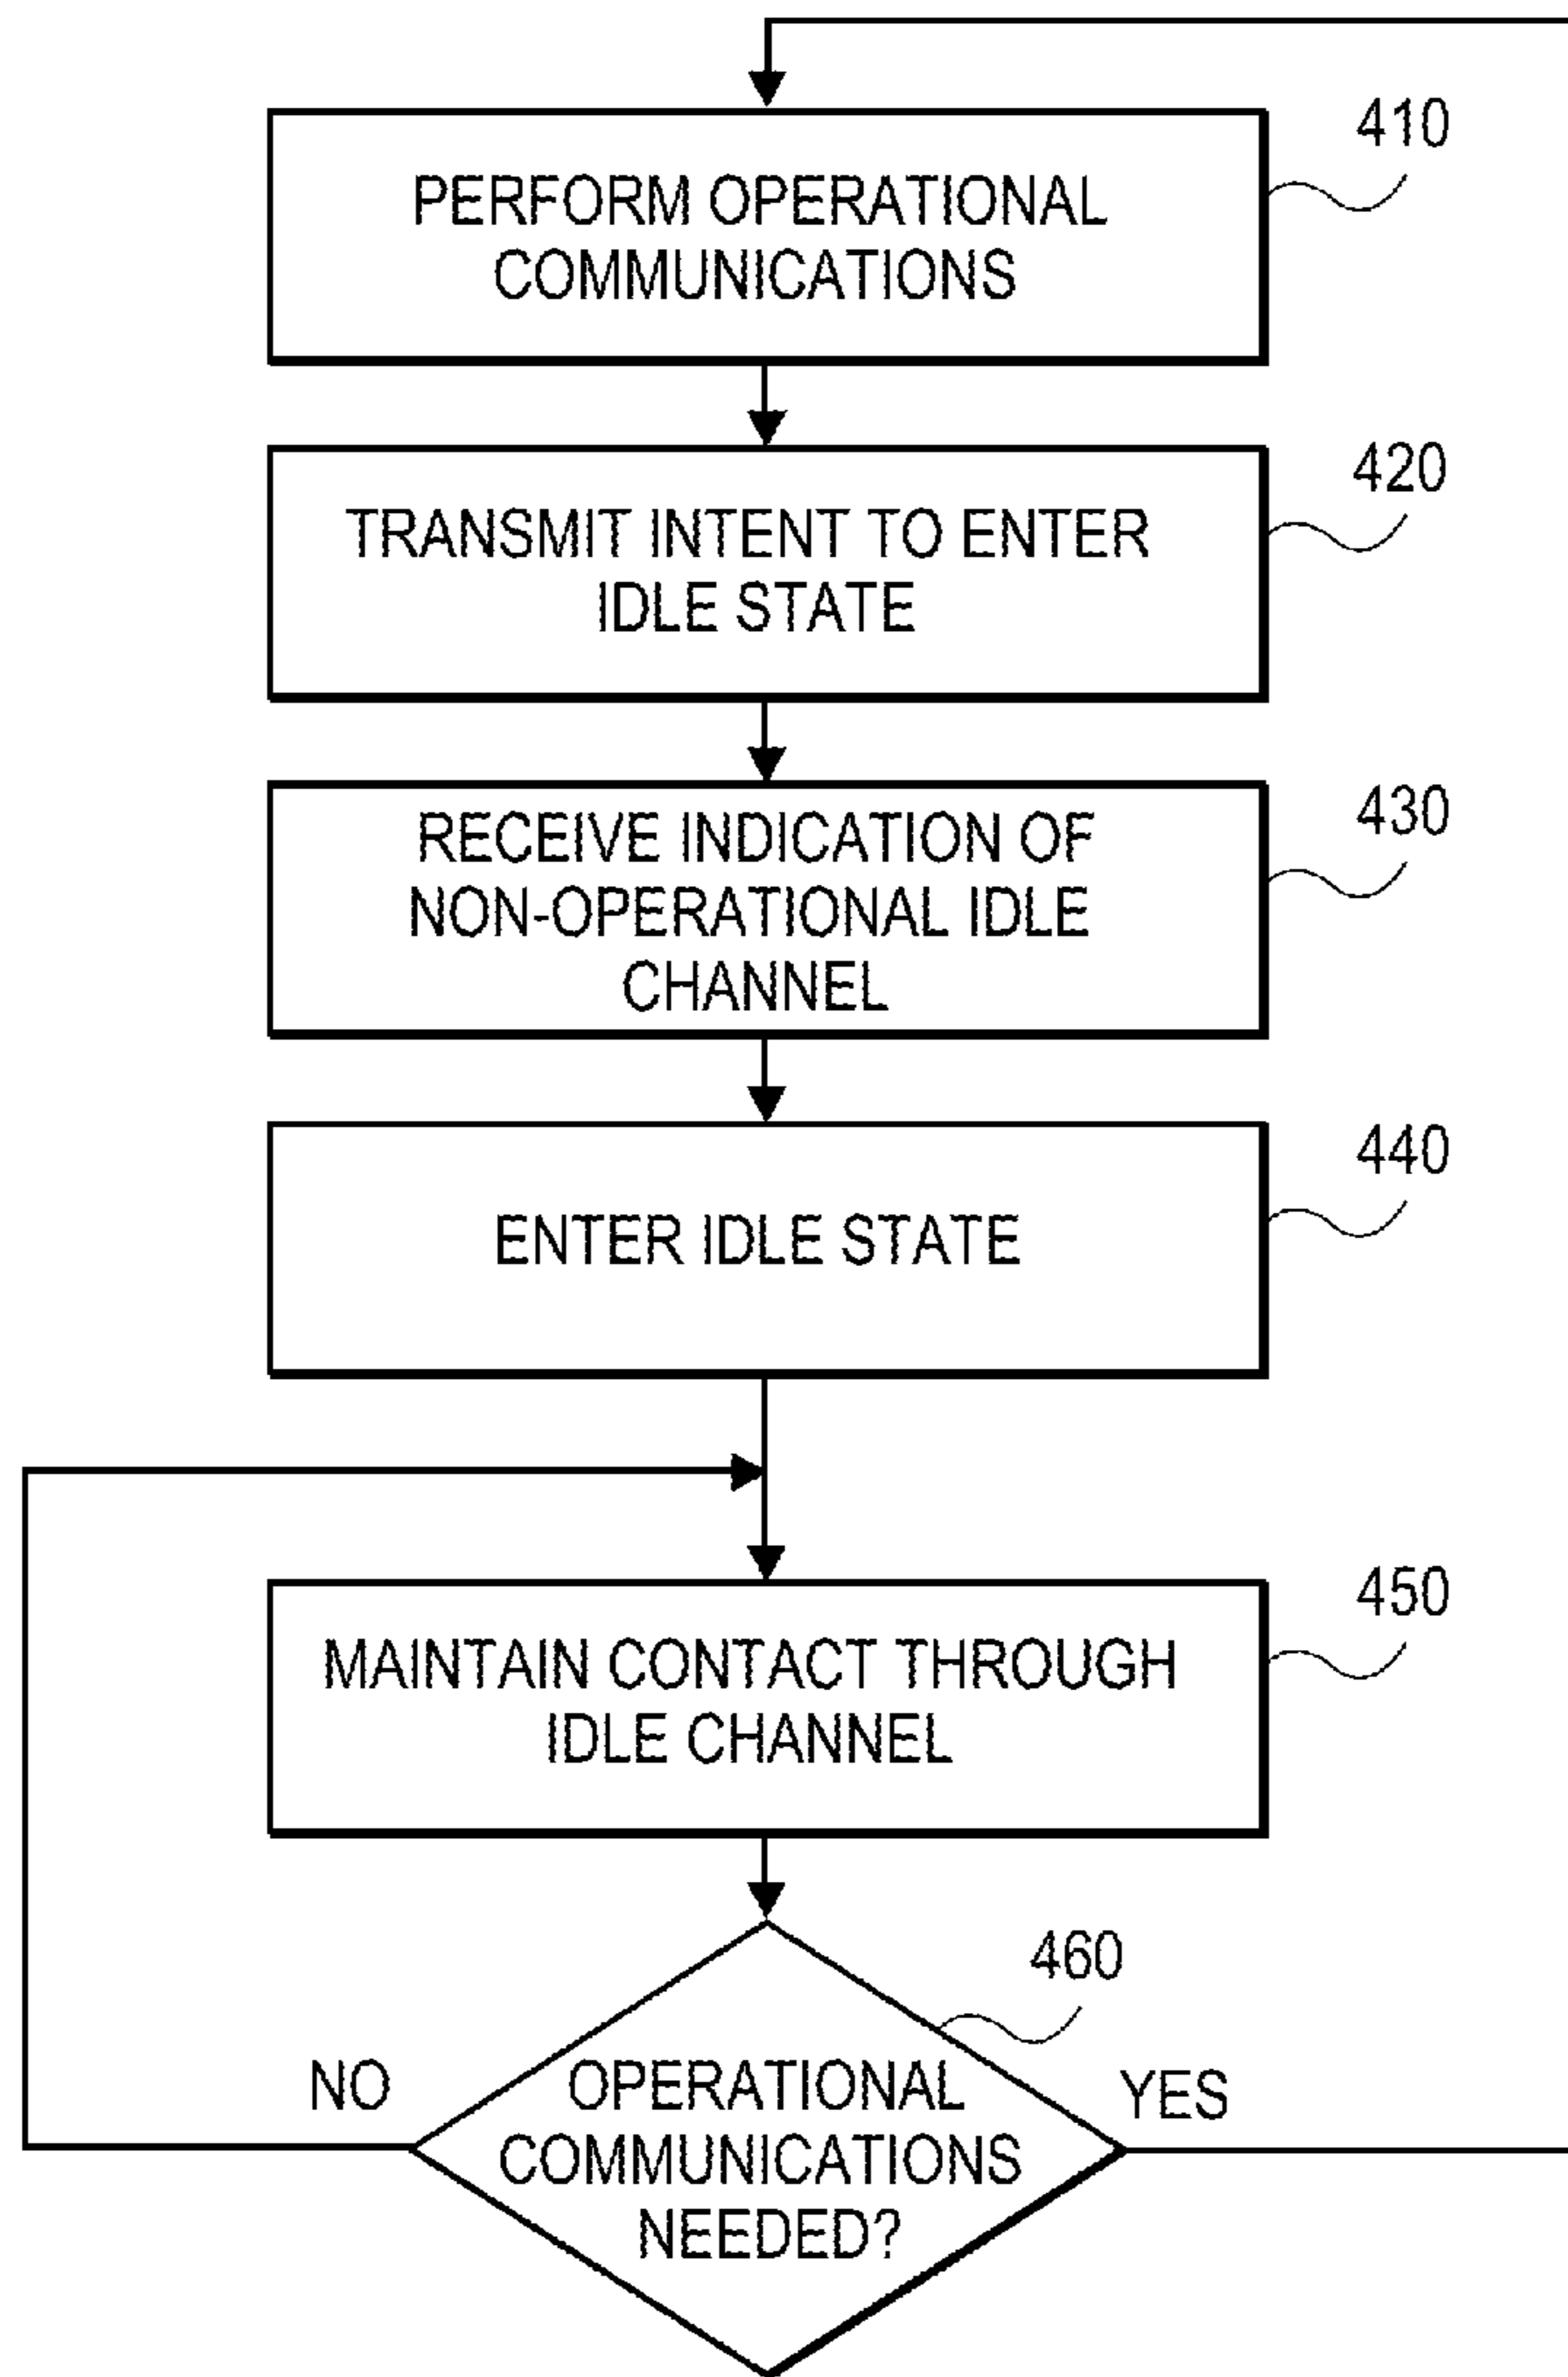 410
PERFORM OPERATIONAL
COMMUNICATIONS
420
TRANSMIT INTENT TO ENTER
IDLE STATE
430
RECEIVE INDICATION OF
NON-OPERATIONAL IDLE
CHANNEL
440
ENTER IDLE STATE
450
MAINTAIN CONTACT THROUGH
IDLE CHANNEL
460
NO
OPERATIONAL
COMMUNICATIONS
NEEDED?
YES